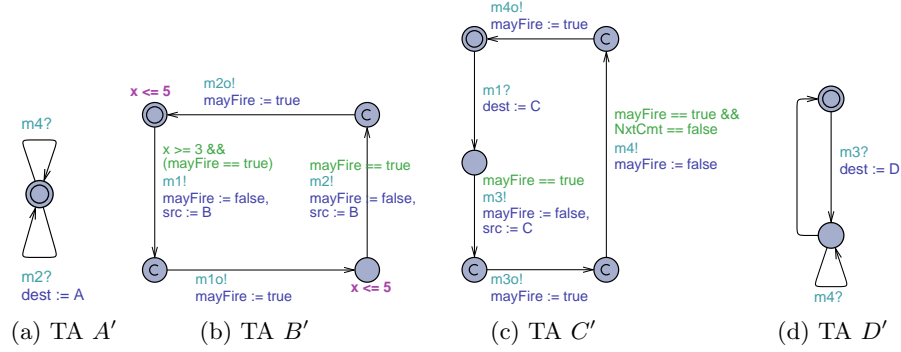 m4?
m2?
dest := A
(a) TA A′
x <= 5
m2o!
mayFire := true
C
x >= 3 &&
(mayFire == true)
m1!
mayFire := false,
src := B
mayFire == true
m2!
mayFire := false,
src := B
C
m1o!
mayFire := true
x <= 5
(b) TA B′
m4o!
mayFire := true
C
m1?
dest := C
mayFire == true
m3!
mayFire := false,
src := C
mayFire == true &&
NxtCmt == false
m4!
mayFire := false
C
C
m3o!
mayFire := true
(c) TA C′
m3?
dest := D
m4?
(d) TA D′